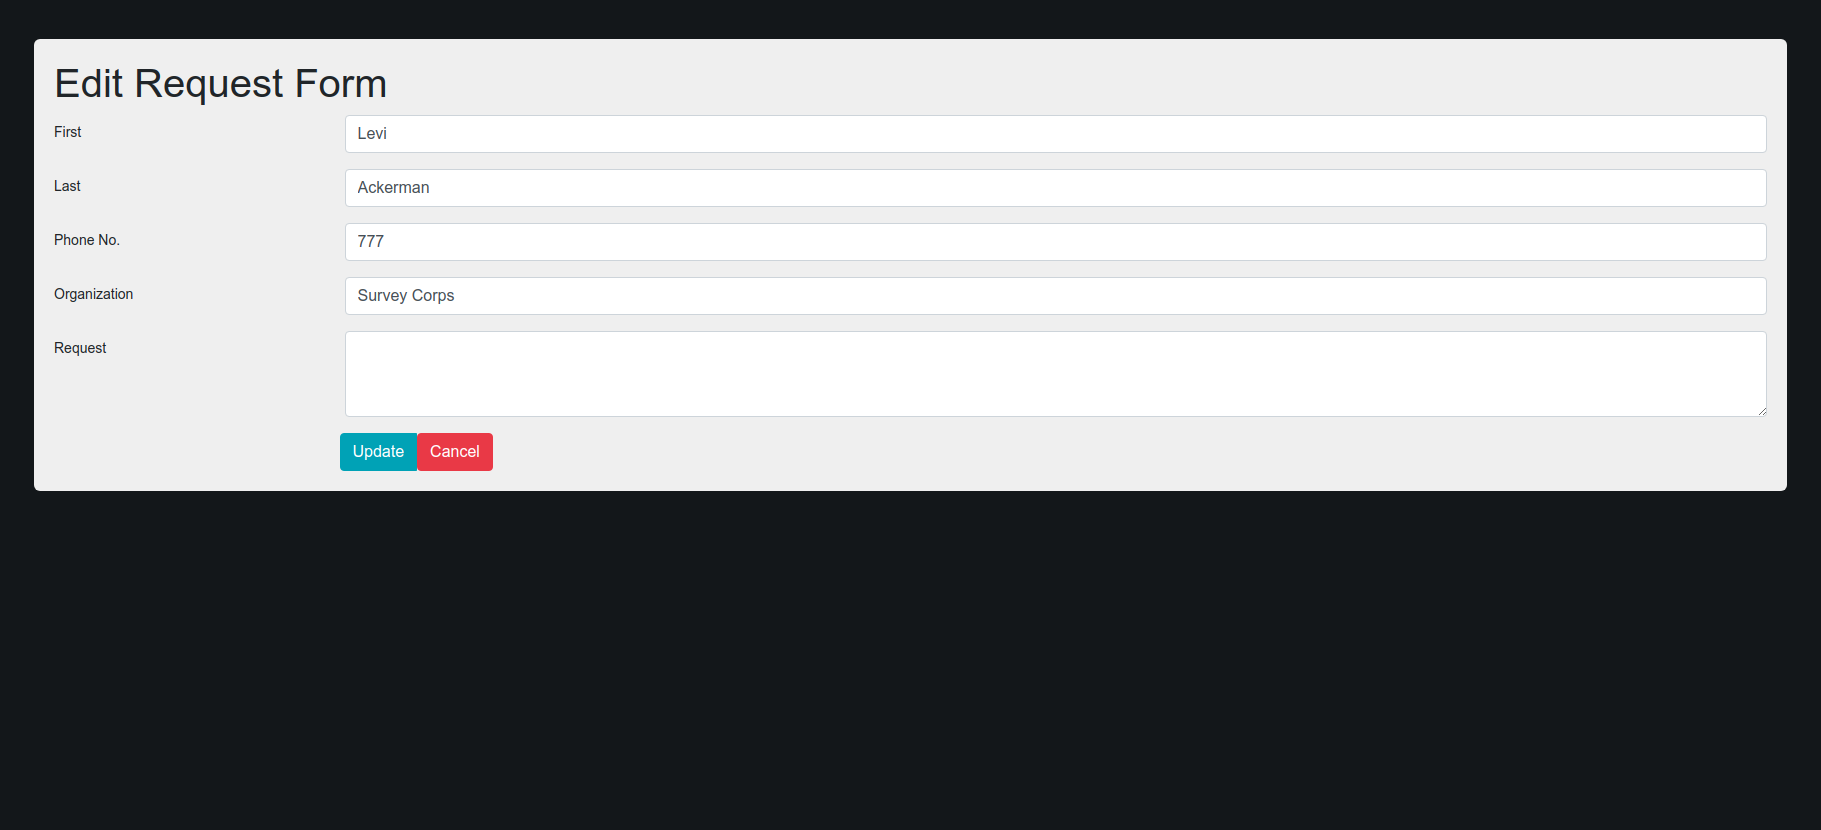 Edit Request Form
First Levi
Last Ackerman
Phone No. 777
Organization Survey Corps
Request
Update Cancel